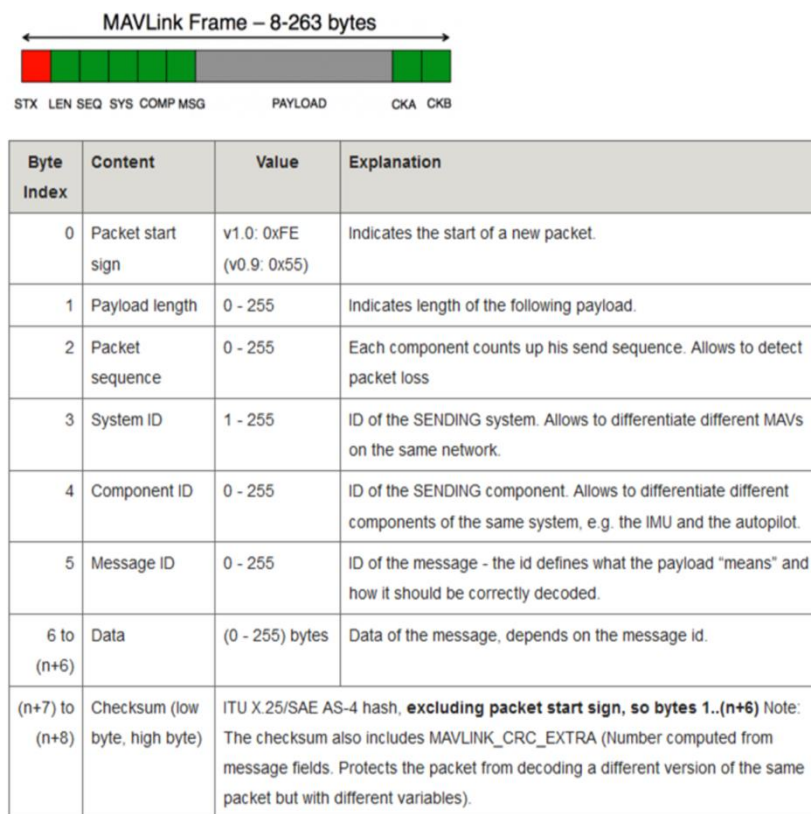 MAVLink Frame – 8-263 bytes
STX LEN SEQ SYS COMP MSG PAYLOAD CKA CKB
Byte Index Content Value Explanation
0 Packet start sign v1.0: 0xFE (v0.9: 0x55) Indicates the start of a new packet.
1 Payload length 0 - 255 Indicates length of the following payload.
2 Packet sequence 0 - 255 Each component counts up his send sequence. Allows to detect
packet loss
3 System ID 1 - 255 ID of the SENDING system. Allows to differentiate different MAVs
on the same network.
4 Component ID 0 - 255 ID of the SENDING component. Allows to differentiate different
components of the same system, e.g. the IMU and the autopilot.
5 Message ID 0 - 255 ID of the message - the id defines what the payload “means” and
how it should be correctly decoded.
6 to (n+6) Data (0 - 255) bytes Data of the message, depends on the message id.
(n+7) to (n+8) Checksum (low byte, high byte) ITU X.25/SAE AS-4 hash, excluding packet start sign, so bytes 1..(n+6) Note:
The checksum also includes MAVLINK_CRC_EXTRA (Number computed from
message fields. Protects the packet from decoding a different version of the same
packet but with different variables).